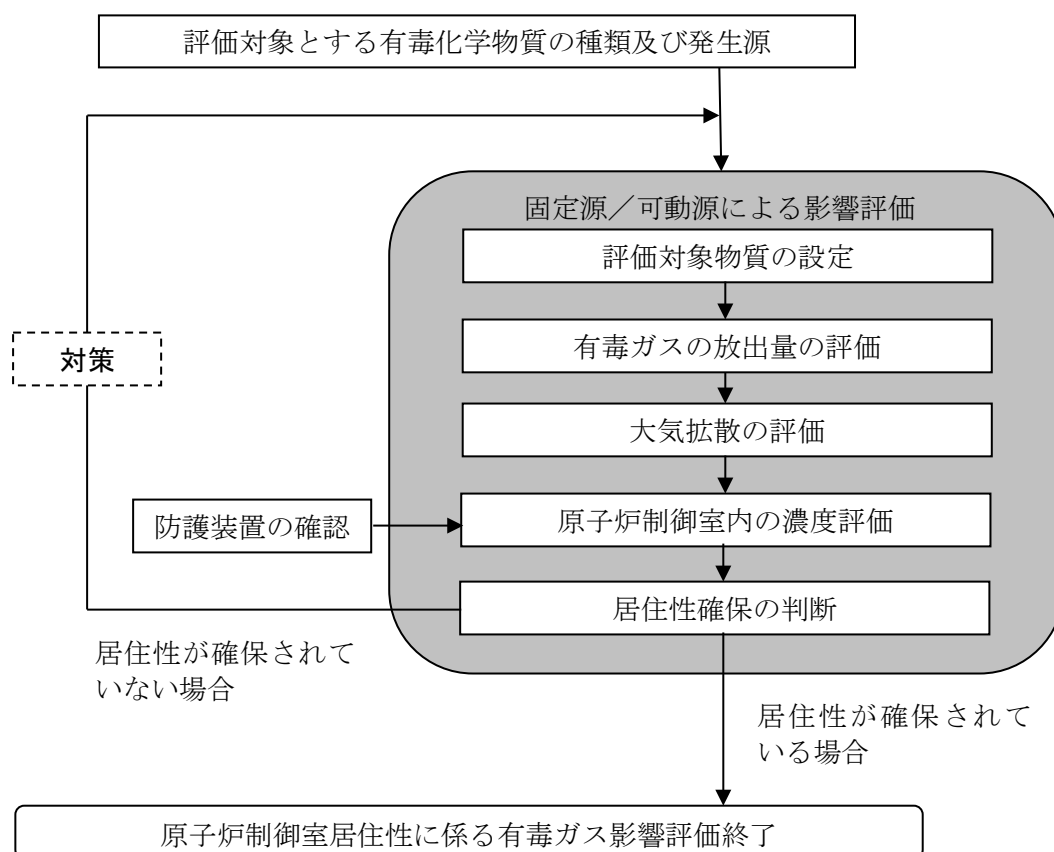 評価対象とする有毒化学物質の種類及び発生源
固定源／可動源による影響評価
評価対象物質の設定
有毒ガスの放出量の評価
対策
大気拡散の評価
防護装置の確認
原子炉制御室内の濃度評価
居住性確保の判断
居住性が確保されて
いない場合
居住性が確保されて
いる場合
原子炉制御室居住性に係る有毒ガス影響評価終了